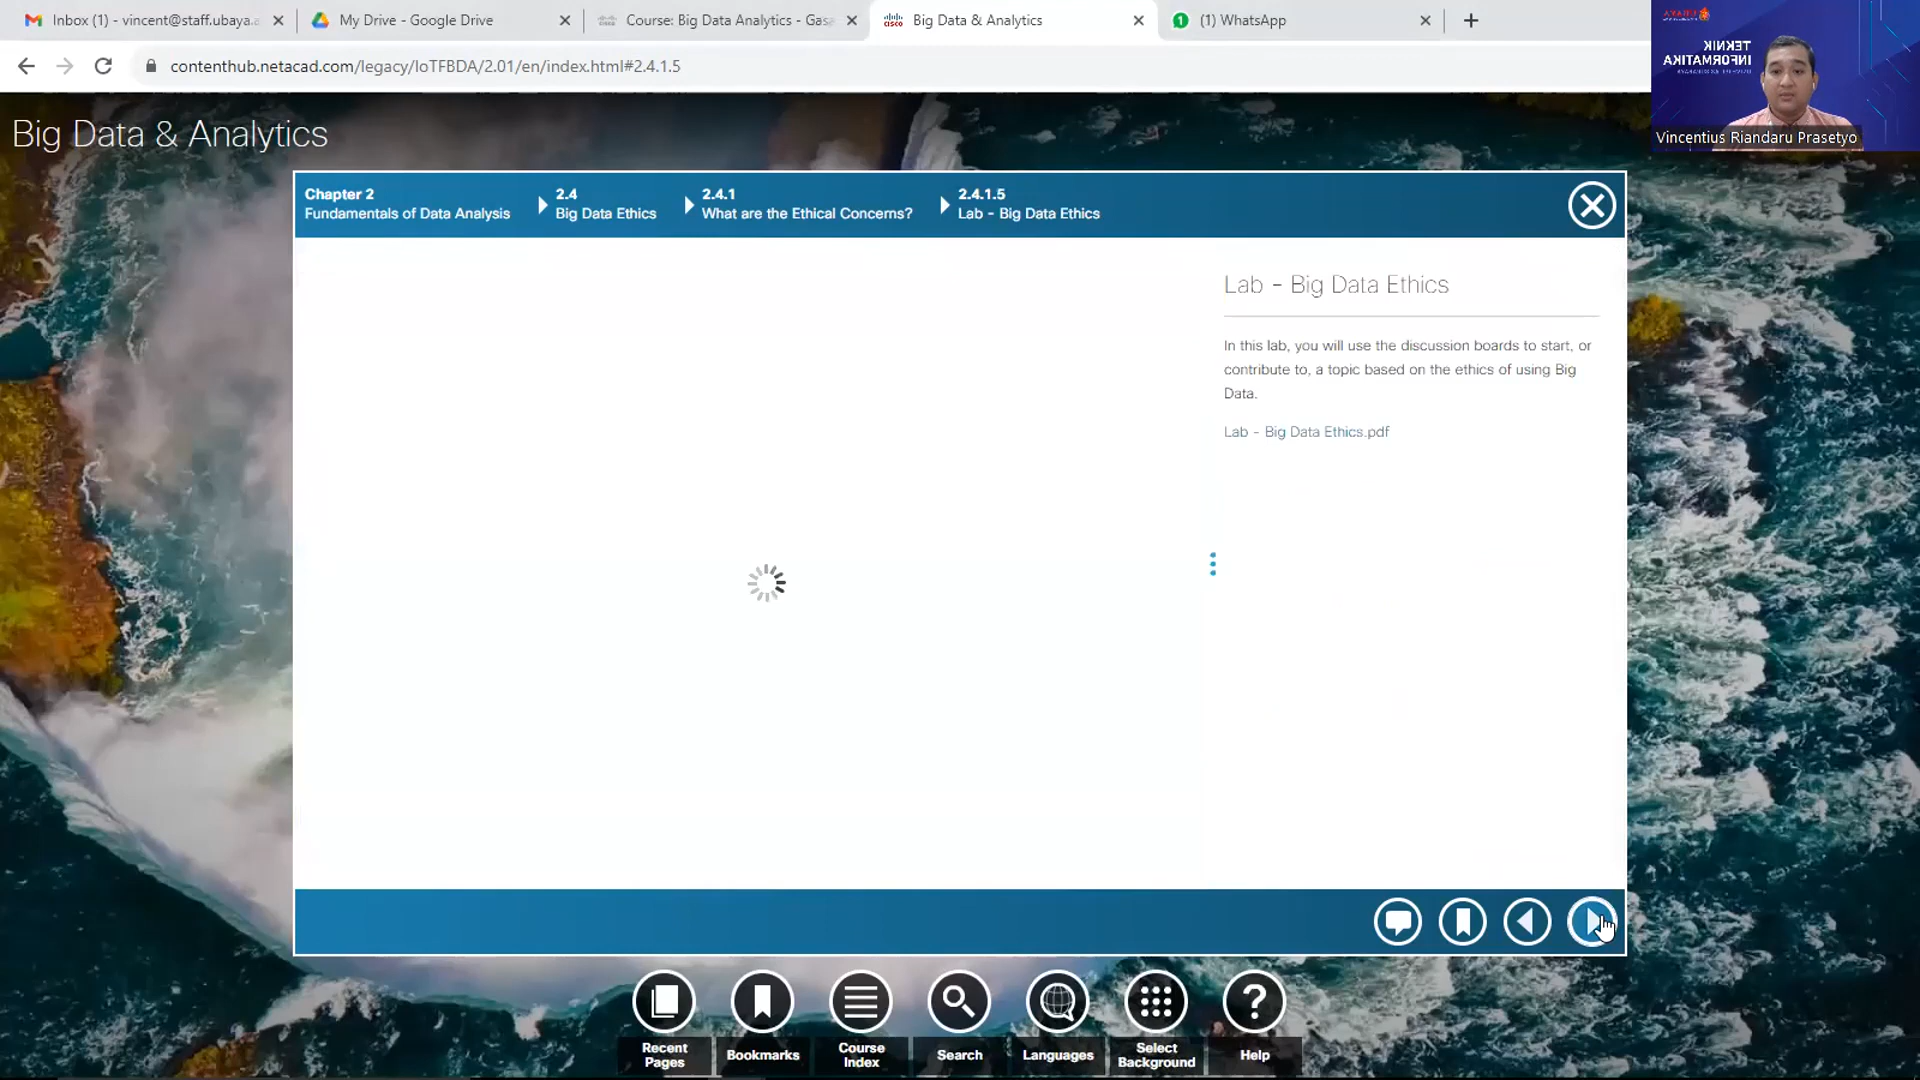 Inbox (1) - vincent@staff.ubaya.a
My Drive - Google Drive
Course: Big Data Analytics - Gasa
Big Data & Analytics
(1) WhatsApp
contenthub.netacad.com/legacy/IoTFBDA/2.01/en/index.html#2.4.1.5
TEKNIK
INFORMATIKA
Vincentius Riandaru Prasetyo
Big Data & Analytics
Chapter 2
Fundamentals of Data Analysis
2.4
Big Data Ethics
2.4.1
What are the Ethical Concerns?
2.4.1.5
Lab - Big Data Ethics
Lab - Big Data Ethics
In this lab, you will use the discussion boards to start, or
contribute to, a topic based on the ethics of using Big
Data.
Lab - Big Data Ethics.pdf
Recent
Pages
Bookmarks
Course
Index
Search
Languages
Select
Background
Help